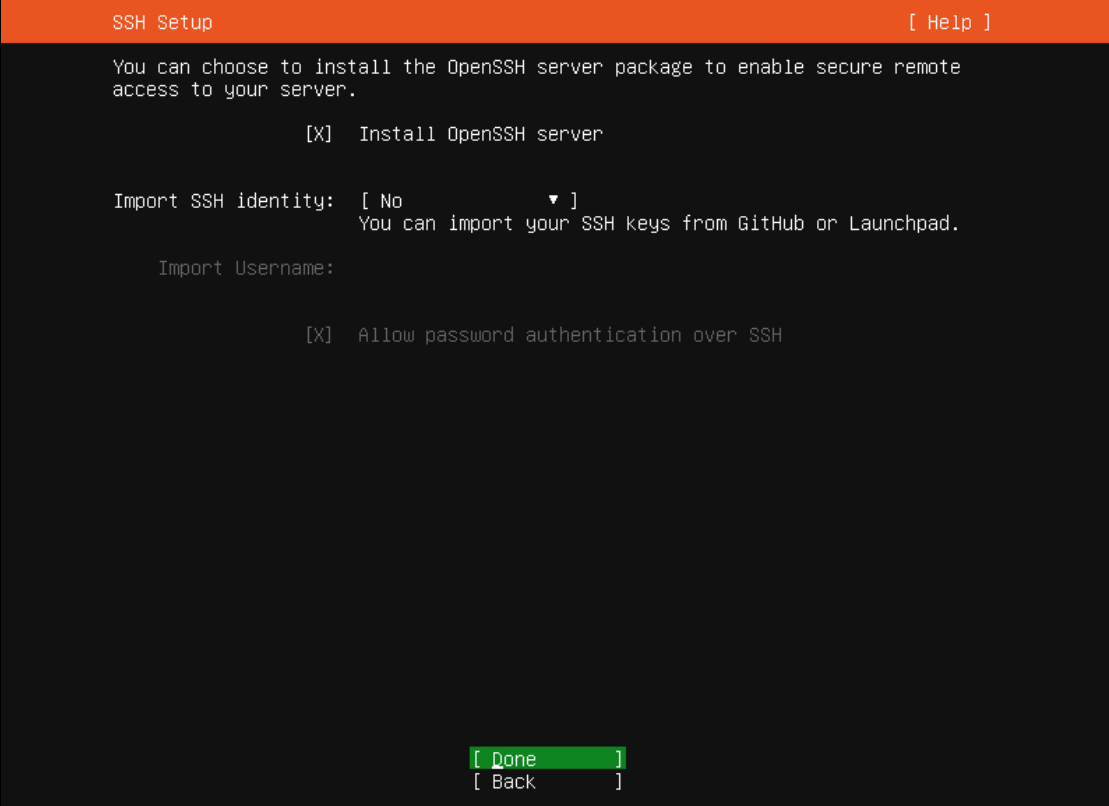 SSH Setup [ Help ]
You can choose to install the OpenSSH server package to enable secure remote
access to your server.
[X] Install OpenSSH server
Import SSH identity: [ No ▾ ]
You can import your SSH keys from GitHub or Launchpad.
Import Username:
[X] Allow password authentication over SSH
[ Done ]
[ Back ]